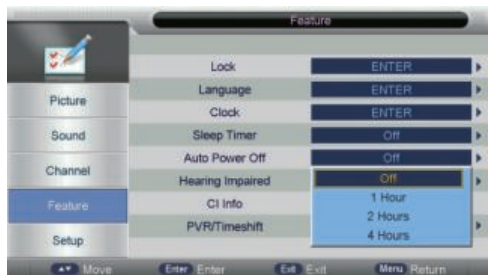 Feature
Lock ENTER
Language ENTER
Clock ENTER
Sleep Timer Off
Auto Power Off Off
Hearing Impaired Off
1 Hour
CI Info
2 Hours
PVR/Timeshift
4 Hours
Picture
Sound
Channel
Feature
Setup
Move Enter Enter Exit Exit Menu Return